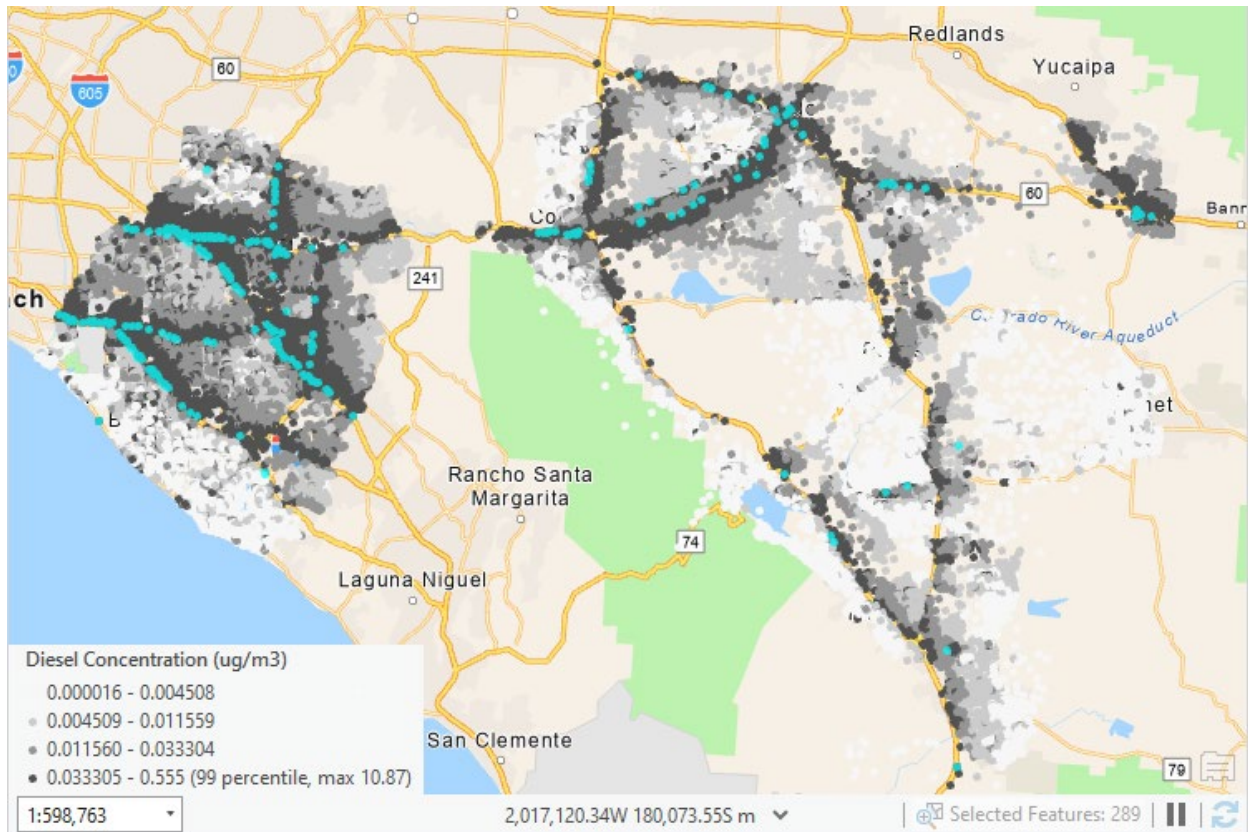 Redlands
Yucaipa
60
605
60
Bann
241
ach
Co
Colorado River Aqueduct
net
Rancho Santa
Margarita
74
Laguna Niguel
San Clemente
79
Diesel Concentration (ug/m3)
0.000016 - 0.004508
0.004509 - 0.011559
0.011560 - 0.033304
0.033305 - 0.555 (99 percentile, max 10.87)
1:598,763
2,017,120.34W 180,073.55S m
Selected Features: 289